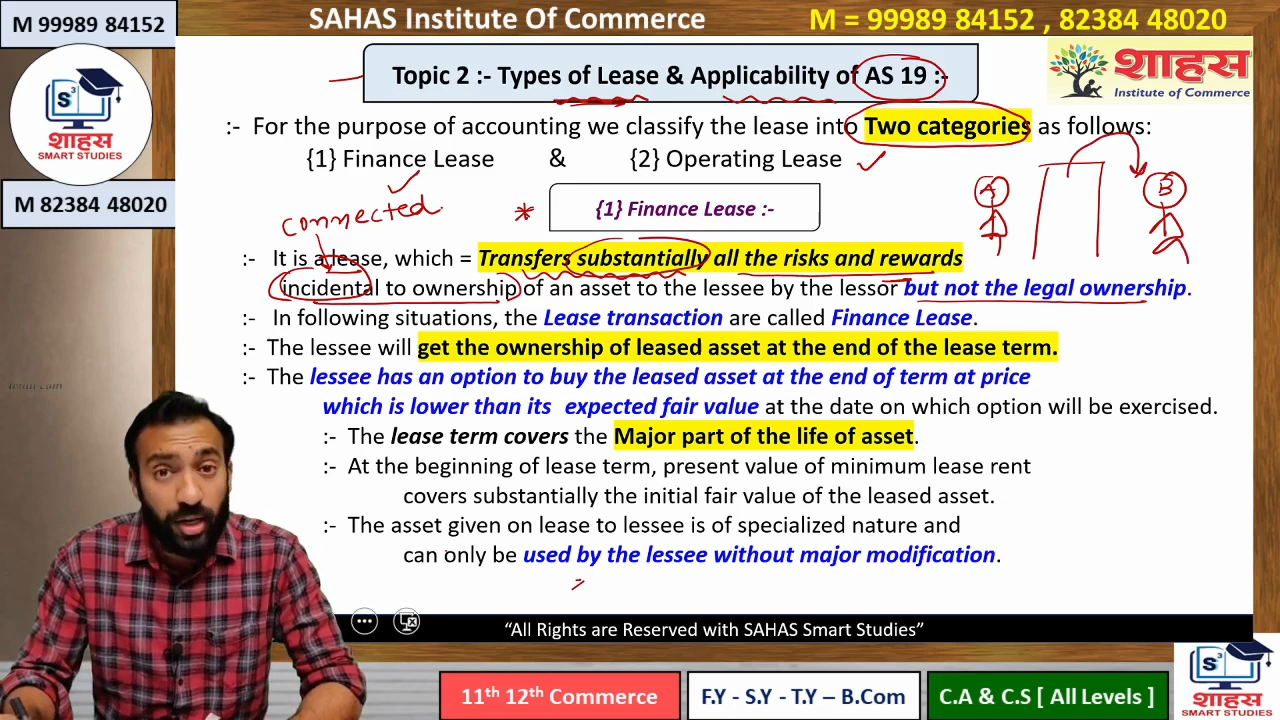 M 99989 84152
SAHAS Institute Of Commerce
M = 99989 84152 , 82384 48020
S³
शाहस
SMART STUDIES
M 82384 48020
शाहस
Institute of Commerce
Topic 2 :- Types of Lease & Applicability of AS 19 :-
:- For the purpose of accounting we classify the lease into Two categories as follows:
{1} Finance Lease & {2} Operating Lease
A
B
connected
* {1} Finance Lease :-
:- It is a lease, which = Transfers substantially all the risks and rewards
incidental to ownership of an asset to the lessee by the lessor but not the legal ownership.
:- In following situations, the Lease transaction are called Finance Lease.
:- The lessee will get the ownership of leased asset at the end of the lease term.
:- The lessee has an option to buy the leased asset at the end of term at price
which is lower than its expected fair value at the date on which option will be exercised.
:- The lease term covers the Major part of the life of asset.
:- At the beginning of lease term, present value of minimum lease rent
covers substantially the initial fair value of the leased asset.
:- The asset given on lease to lessee is of specialized nature and
can only be used by the lessee without major modification.
“All Rights are Reserved with SAHAS Smart Studies”
11th 12th Commerce
F.Y - S.Y - T.Y – B.Com
C.A & C.S [ All Levels ]
S³
शाहस
SMART STUDIES